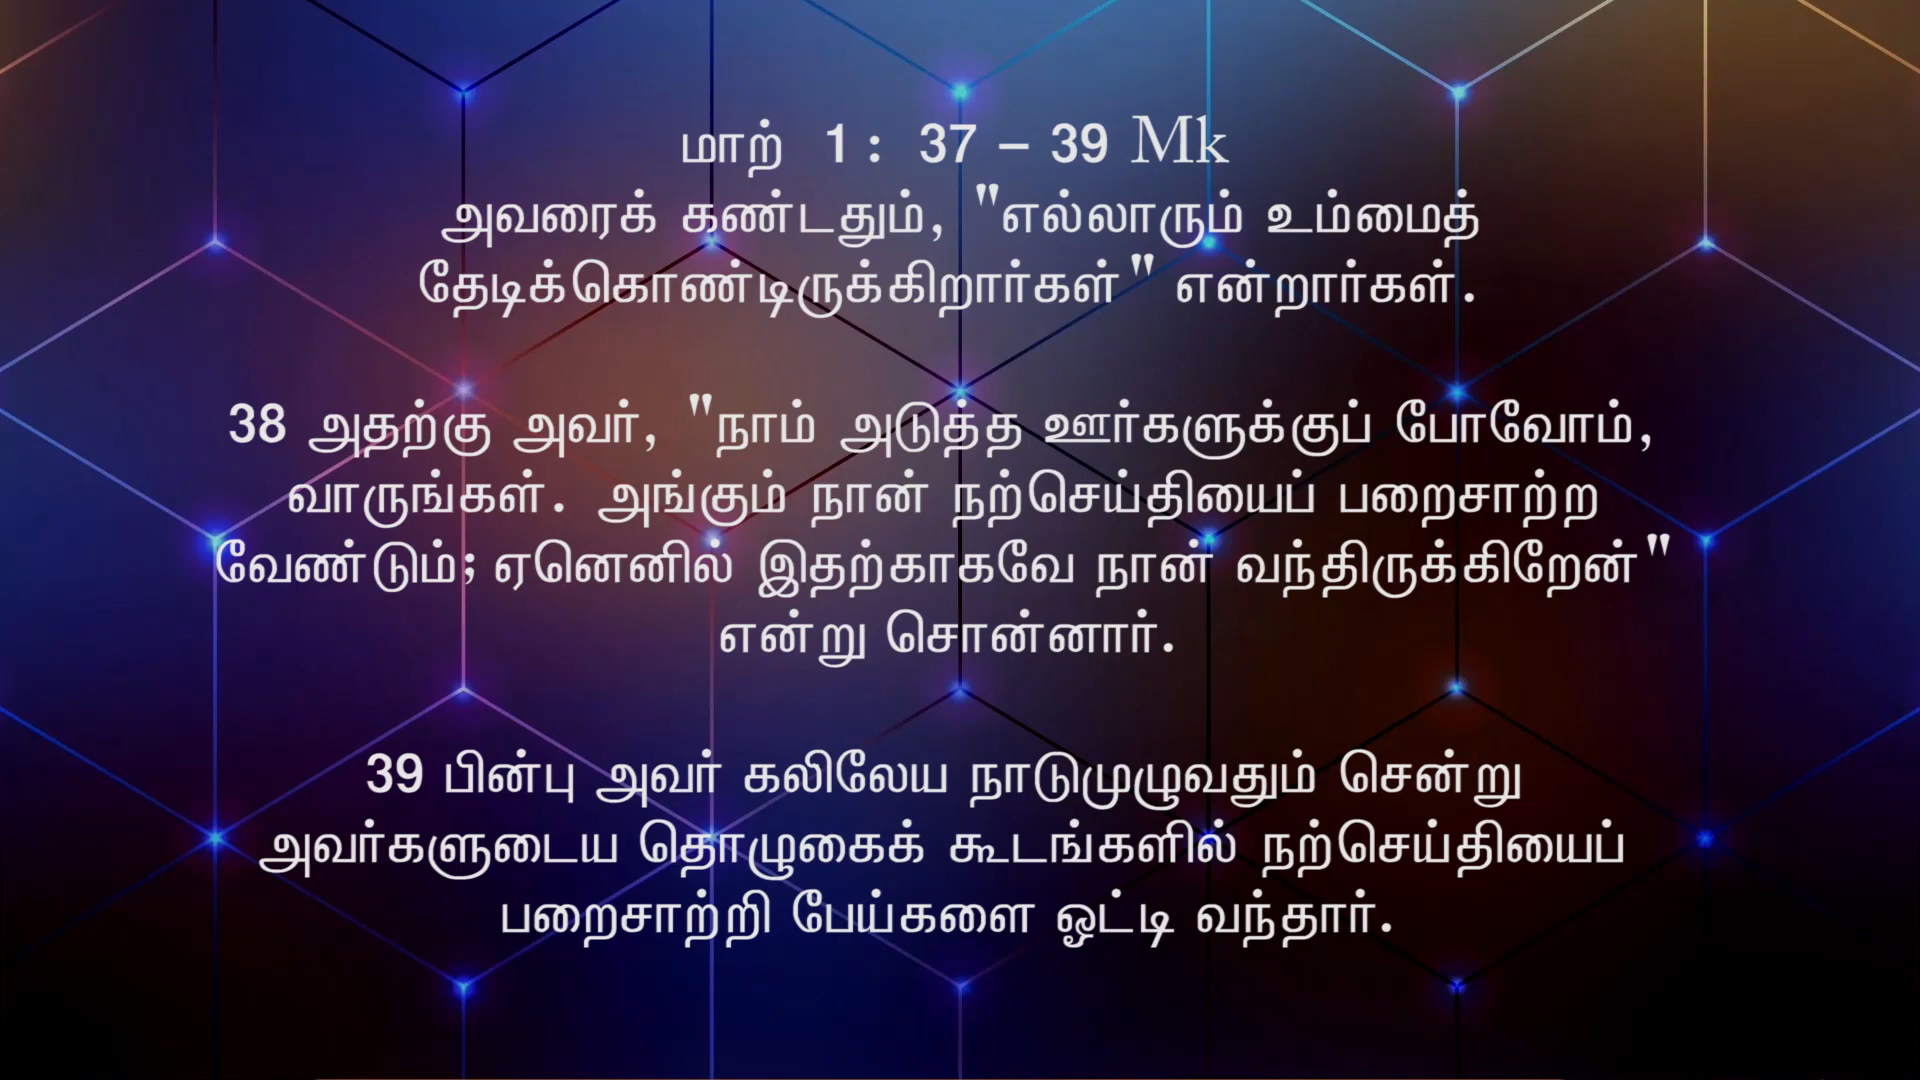 மாற் 1 : 37 – 39 Mk
அவரைக் கண்டதும், "எல்லாரும் உம்மைத்
தேடிக்கொண்டிருக்கிறார்கள்" என்றார்கள்.
38 அதற்கு அவர், "நாம் அடுத்த ஊர்களுக்குப் போவோம்,
வாருங்கள். அங்கும் நான் நற்செய்தியைப் பறைசாற்ற
வேண்டும்; ஏனெனில் இதற்காகவே நான் வந்திருக்கிறேன்"
என்று சொன்னார்.
39 பின்பு அவர் கலிலேய நாடுமுழுவதும் சென்று
அவர்களுடைய தொழுகைக் கூடங்களில் நற்செய்தியைப்
பறைசாற்றி பேய்களை ஓட்டி வந்தார்.